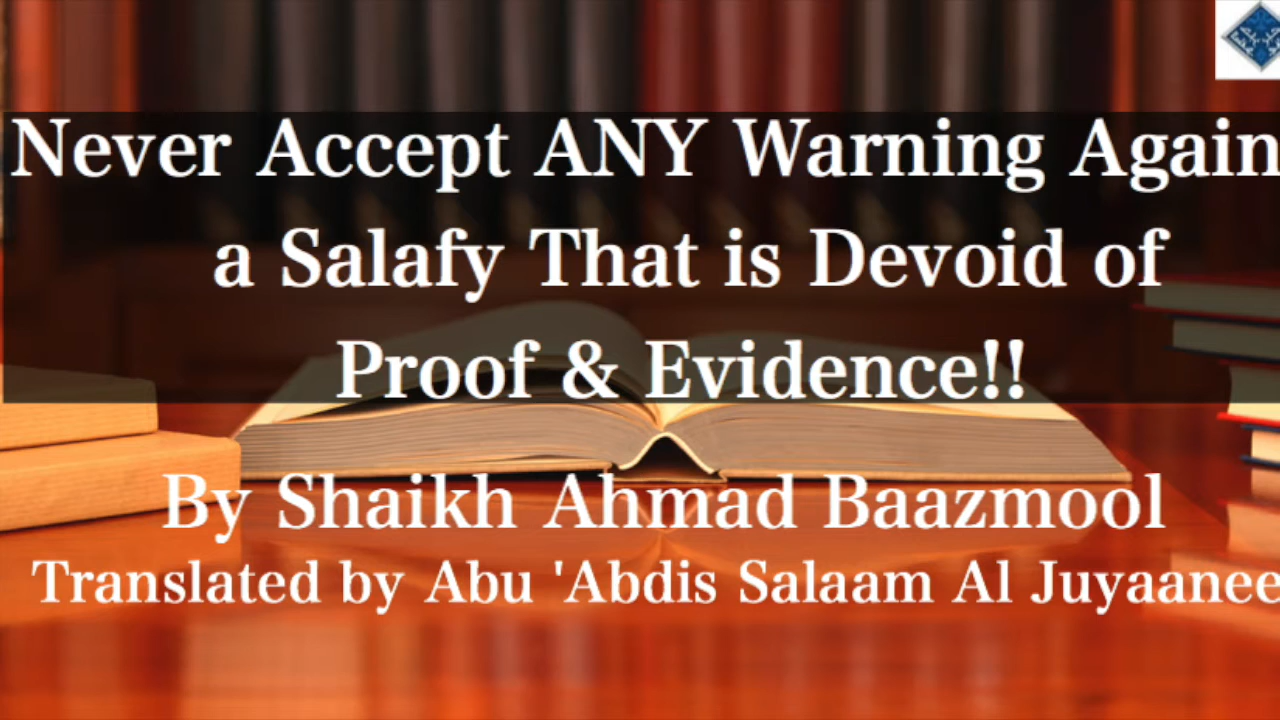 Never Accept ANY Warning Again
a Salafy That is Devoid of
Proof & Evidence!!
By Shaikh Ahmad Baazmool
Translated by Abu 'Abdis Salaam Al Juyaanee